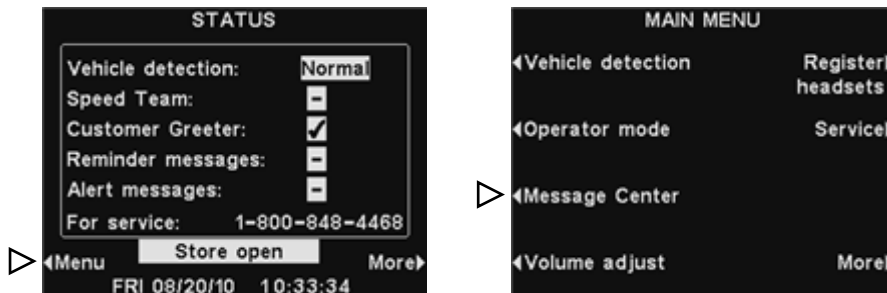 STATUS
Vehicle detection: Normal
Speed Team: -
Customer Greeter: ✓
Reminder messages: -
Alert messages: -
For service: 1-800-848-4468
Store open
Menu More
FRI 08/20/10 10:33:34
MAIN MENU
Vehicle detection Register
headsets
Operator mode Service
Message Center
Volume adjust More